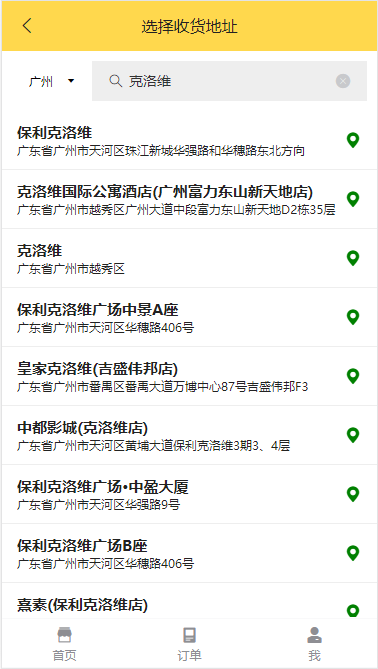 选择收货地址
广州
克洛维
保利克洛维
广东省广州市天河区珠江新城华强路和华穗路东北方向
克洛维国际公寓酒店(广州富力东山新天地店)
广东省广州市越秀区广州大道中段富力东山新天地D2栋35层
克洛维
广东省广州市越秀区
保利克洛维广场中景A座
广东省广州市天河区华穗路406号
皇家克洛维(吉盛伟邦店)
广东省广州市番禺区番禺大道万博中心87号吉盛伟邦F3
中都影城(克洛维店)
广东省广州市天河区黄埔大道保利克洛维3期3、4层
保利克洛维广场•中盈大厦
广东省广州市天河区华强路9号
保利克洛维广场B座
广东省广州市天河区华穗路406号
熹素(保利克洛维店)
首页
订单
我